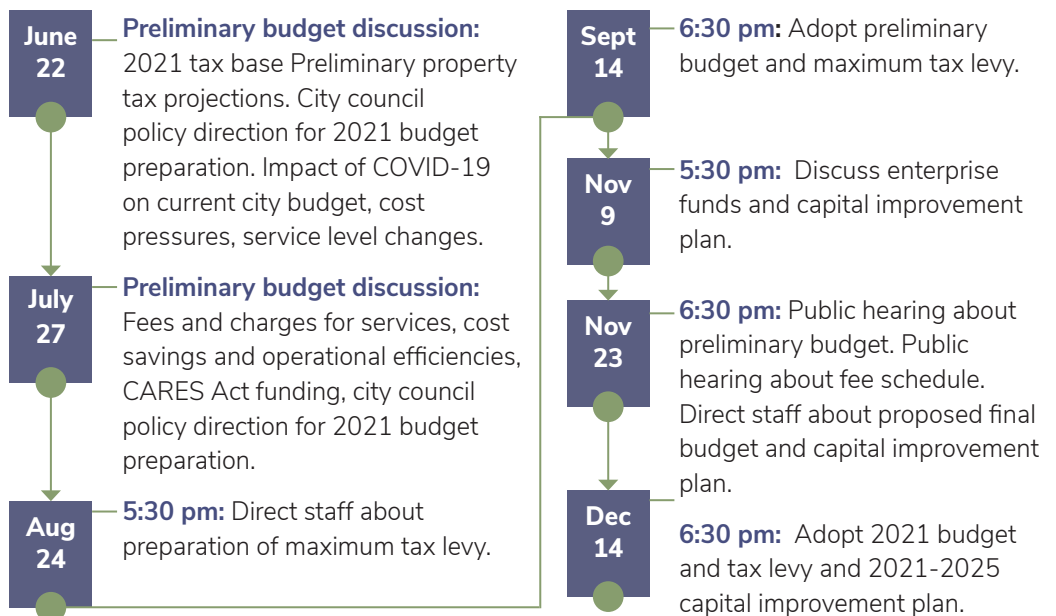 June
22
Preliminary budget discussion:
2021 tax base Preliminary property
tax projections. City council
policy direction for 2021 budget
preparation. Impact of COVID-19
on current city budget, cost
pressures, service level changes.
July
27
Preliminary budget discussion:
Fees and charges for services, cost
savings and operational efficiencies,
CARES Act funding, city council
policy direction for 2021 budget
preparation.
Aug
24
5:30 pm: Direct staff about
preparation of maximum tax levy.
Sept
14
6:30 pm: Adopt preliminary
budget and maximum tax levy.
Nov
9
5:30 pm: Discuss enterprise
funds and capital improvement
plan.
Nov
23
6:30 pm: Public hearing about
preliminary budget. Public
hearing about fee schedule.
Direct staff about proposed final
budget and capital improvement
plan.
Dec
14
6:30 pm: Adopt 2021 budget
and tax levy and 2021-2025
capital improvement plan.